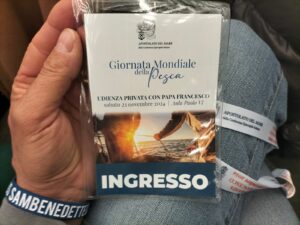 APOSTOLATO DEL MARE
Giornata Mondiale
della
Pesca
UDIENZA PRIVATA CON PAPA FRANCESCO
sabato 23 novembre 2024 | Aula Paolo VI
INGRESSO
SAMBENEDETTE
APOSTOLATO DEL MARE